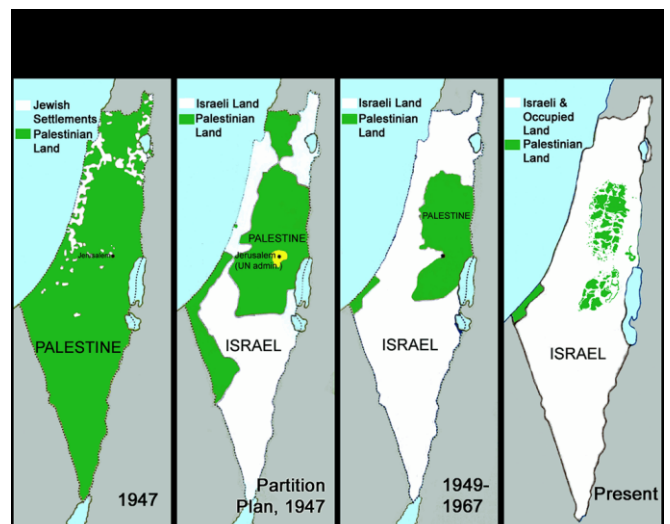 Jewish
Settlements
Palestinian
Land
Jerusalem
PALESTINE
1947
Israeli Land
Palestinian
Land
PALESTINE
Jerusalem
(UN admin.)
ISRAEL
Partition
Plan, 1947
Israeli Land
Palestinian
Land
PALESTINE
ISRAEL
1949-
1967
Israeli &
Occupied
Land
Palestinian
Land
ISRAEL
Present